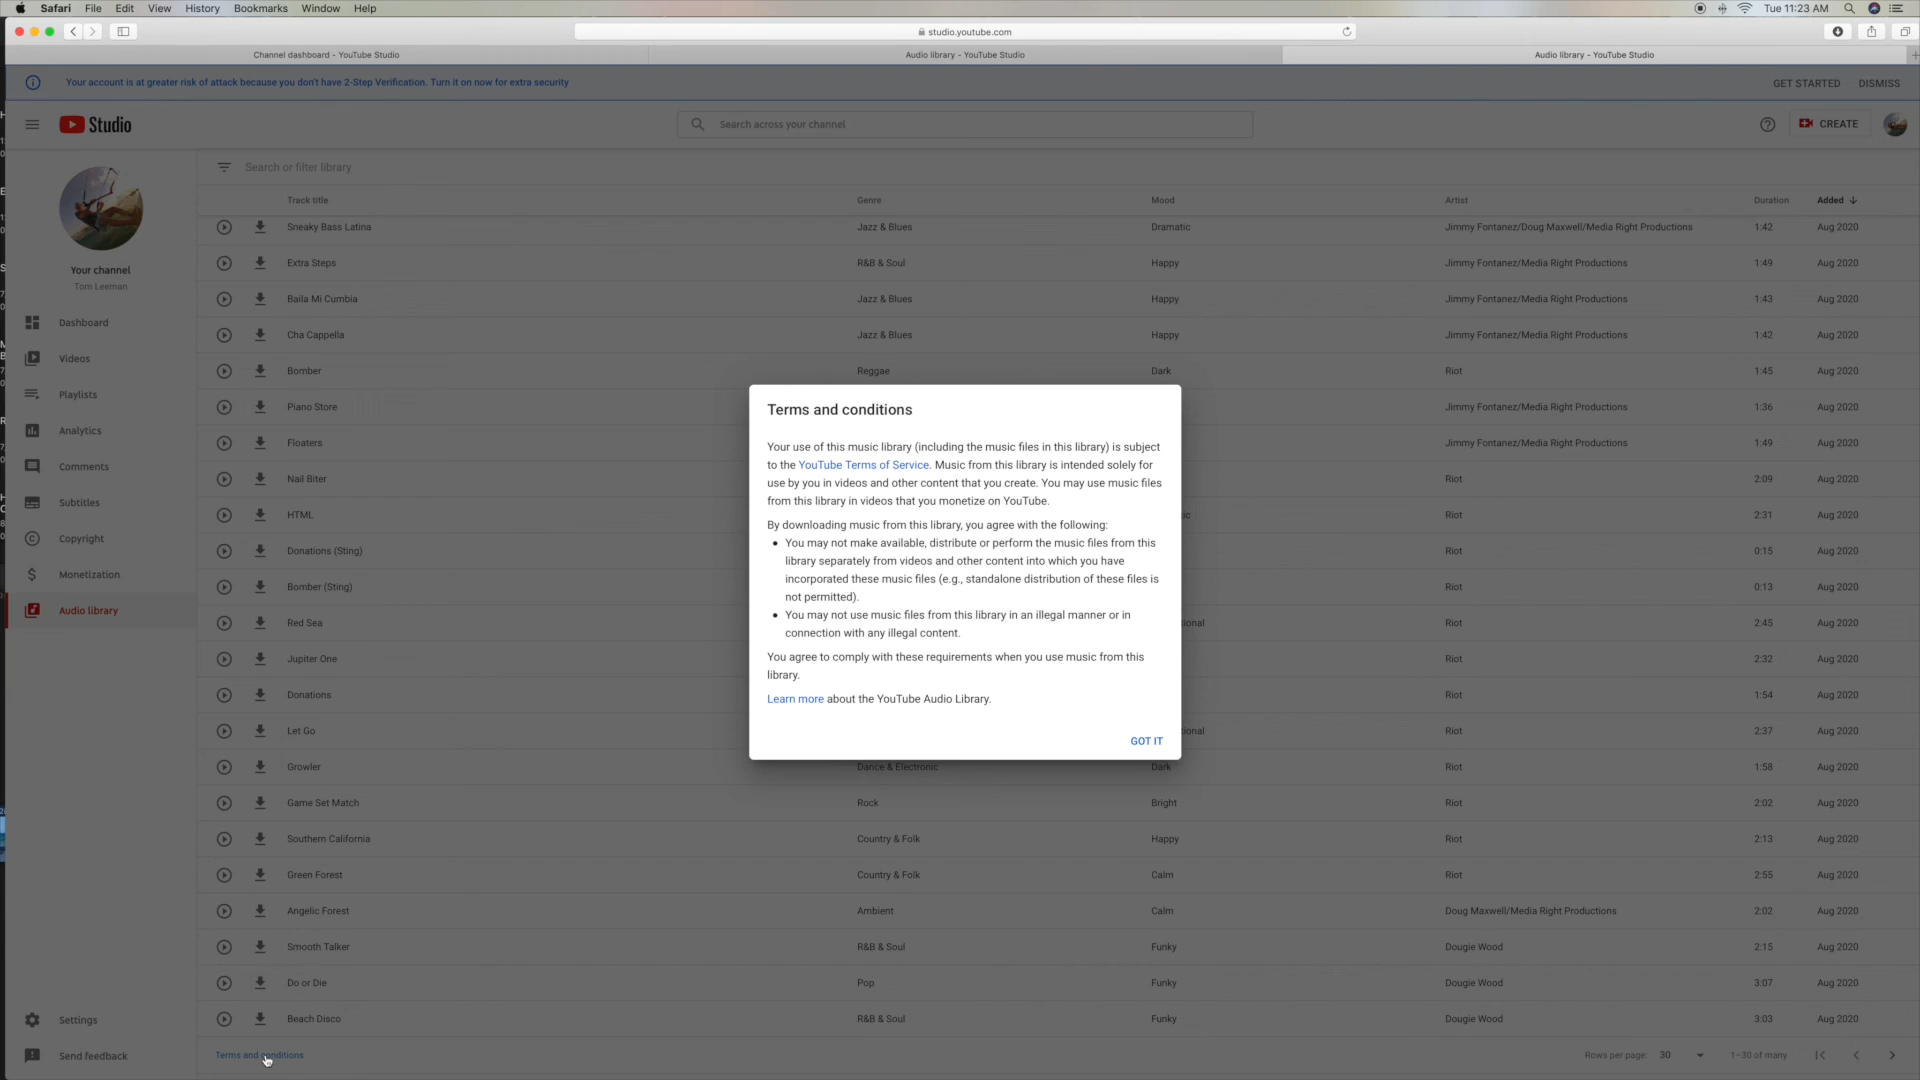 Safari File Edit View History Bookmarks Window Help Tue 11:23 AM
studio.youtube.com
Channel dashboard - YouTube Studio Audio library - YouTube Studio Audio library - YouTube Studio
Your account is at greater risk of attack because you don't have 2-Step Verification. Turn it on now for extra security GET STARTED DISMISS
Studio Search across your channel CREATE
Search or filter library
Track title Genre Mood Artist Duration Added
Sneaky Bass Latina Jazz & Blues Dramatic Jimmy Fontanez/Doug Maxwell/Media Right Productions 1:42 Aug 2020
Extra Steps R&B & Soul Happy Jimmy Fontanez/Media Right Productions 1:49 Aug 2020
Your channel
Tom Leeman
Baila Mi Cumbia Jazz & Blues Happy Jimmy Fontanez/Media Right Productions 1:43 Aug 2020
Dashboard
Cha Cappella Jazz & Blues Happy Jimmy Fontanez/Media Right Productions 1:42 Aug 2020
Videos
Bomber Reggae Dark Riot 1:45 Aug 2020
Playlists
Piano Store Jimmy Fontanez/Media Right Productions 1:36 Aug 2020
Analytics
Floaters Jimmy Fontanez/Media Right Productions 1:49 Aug 2020
Comments
Nail Biter Riot 2:09 Aug 2020
Subtitles
HTML Riot 2:31 Aug 2020
Copyright
Donations (Sting) Riot 0:15 Aug 2020
Monetization
Bomber (Sting) Riot 0:13 Aug 2020
Audio library
Red Sea ional Riot 2:45 Aug 2020
Jupiter One Riot 2:32 Aug 2020
Donations Riot 1:54 Aug 2020
Let Go ional Riot 2:37 Aug 2020
Growler Dance & Electronic Dark Riot 1:58 Aug 2020
Game Set Match Rock Bright Riot 2:02 Aug 2020
Southern California Country & Folk Happy Riot 2:13 Aug 2020
Green Forest Country & Folk Calm Riot 2:55 Aug 2020
Angelic Forest Ambient Calm Doug Maxwell/Media Right Productions 2:02 Aug 2020
Smooth Talker R&B & Soul Funky Dougie Wood 2:15 Aug 2020
Do or Die Pop Funky Dougie Wood 3:07 Aug 2020
Beach Disco R&B & Soul Funky Dougie Wood 3:03 Aug 2020
Settings
Send feedback
Terms and conditions Rows per page: 30 1–30 of many
Terms and conditions
Your use of this music library (including the music files in this library) is subject
to the YouTube Terms of Service. Music from this library is intended solely for
use by you in videos and other content that you create. You may use music files
from this library in videos that you monetize on YouTube.
By downloading music from this library, you agree with the following:
• You may not make available, distribute or perform the music files from this
library separately from videos and other content into which you have
incorporated these music files (e.g., standalone distribution of these files is
not permitted).
• You may not use music files from this library in an illegal manner or in
connection with any illegal content.
You agree to comply with these requirements when you use music from this
library.
Learn more about the YouTube Audio Library.
GOT IT